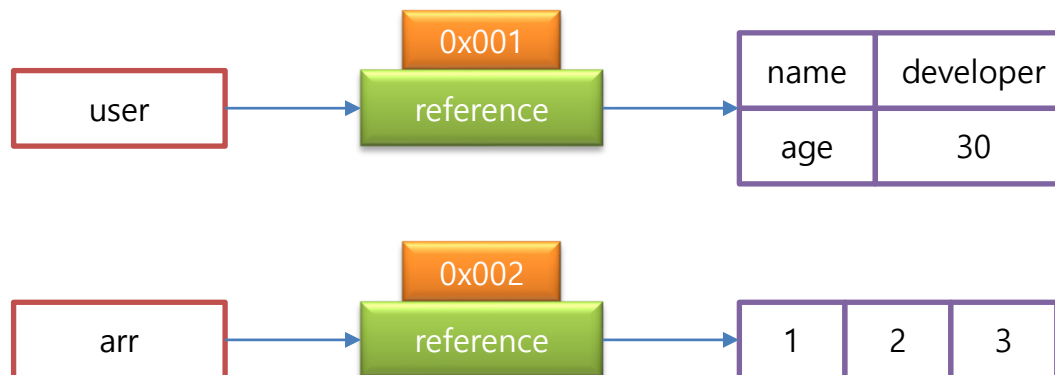 0x001
user reference name developer
age 30
0x002
arr reference 1 2 3